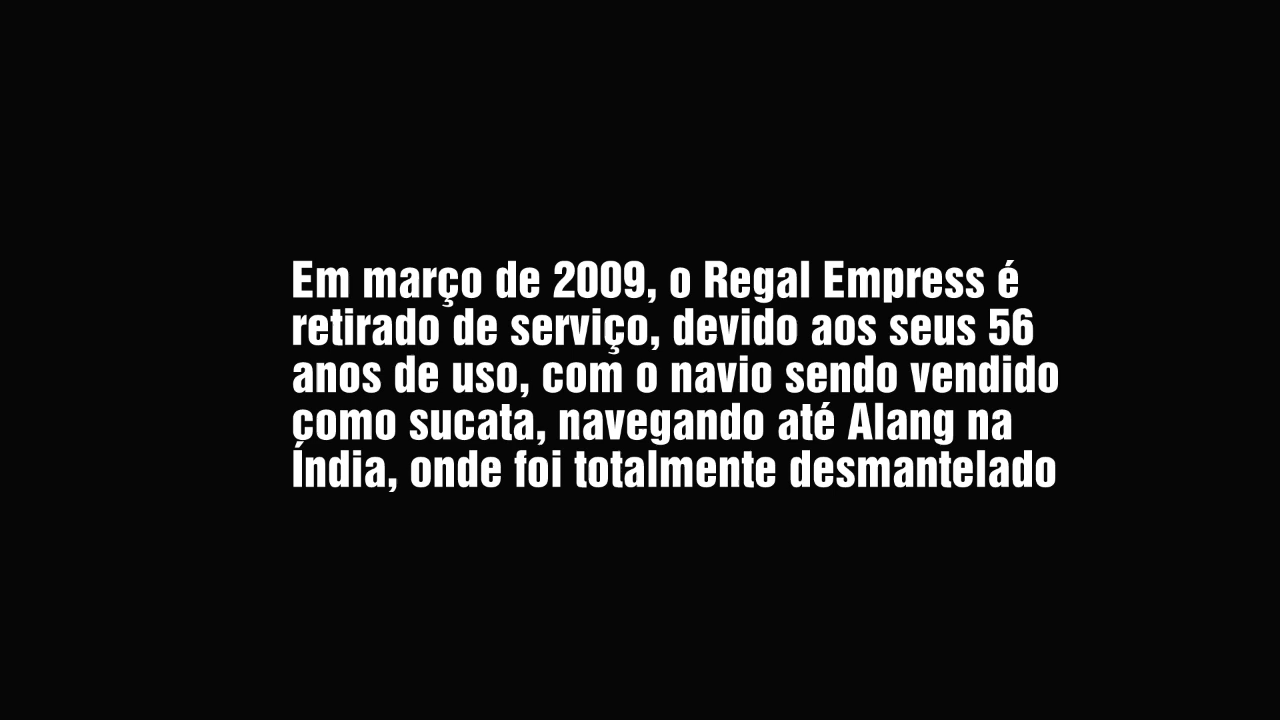 Em março de 2009, o Regal Empress é
retirado de serviço, devido aos seus 56
anos de uso, com o navio sendo vendido
como sucata, navegando até Alang na
Índia, onde foi totalmente desmantelado